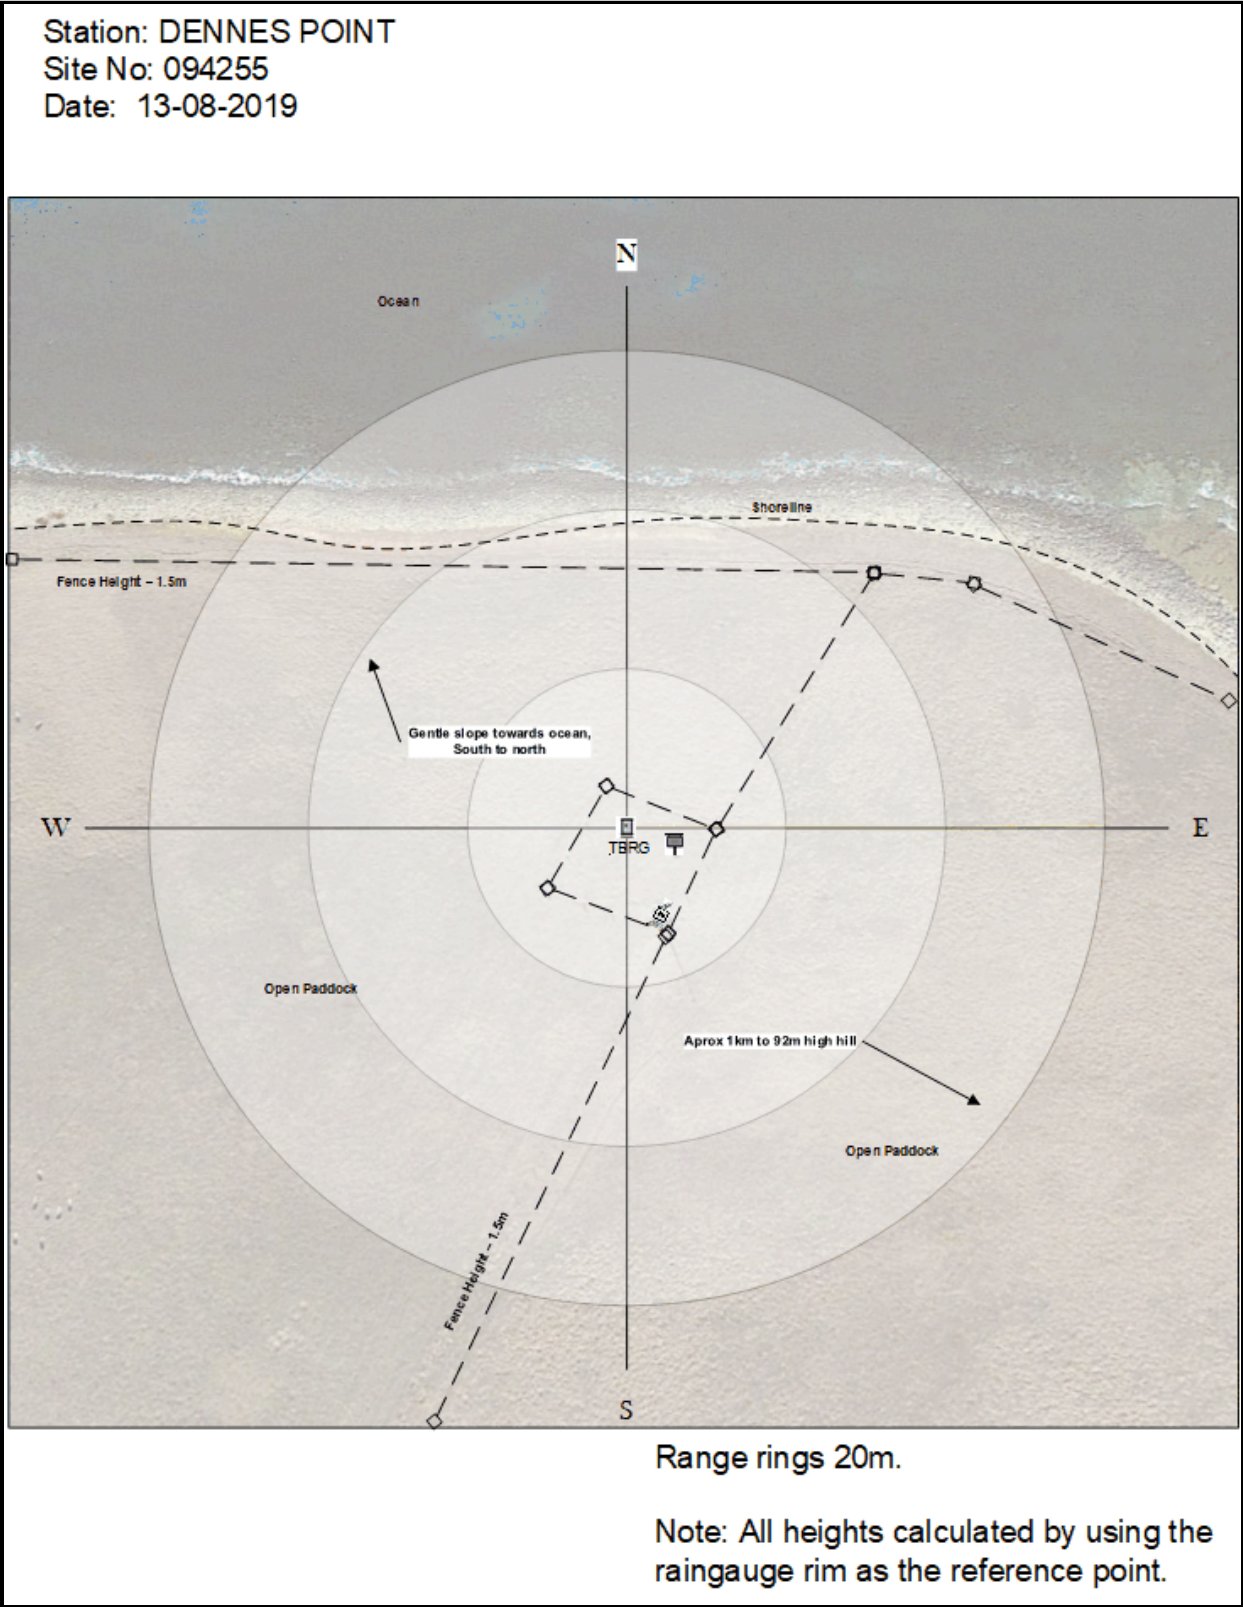 Station: DENNES POINT
Site No: 094255
Date: 13-08-2019
N
Ocean
Shoreline
Fence Height – 1.5m
Gentle slope towards ocean,
South to north
W
E
TBRG
Open Paddock
Aprox 1km to 92m high hill
Open Paddock
Fence Height – 1.5m
S
Range rings 20m.
Note: All heights calculated by using the
raingauge rim as the reference point.